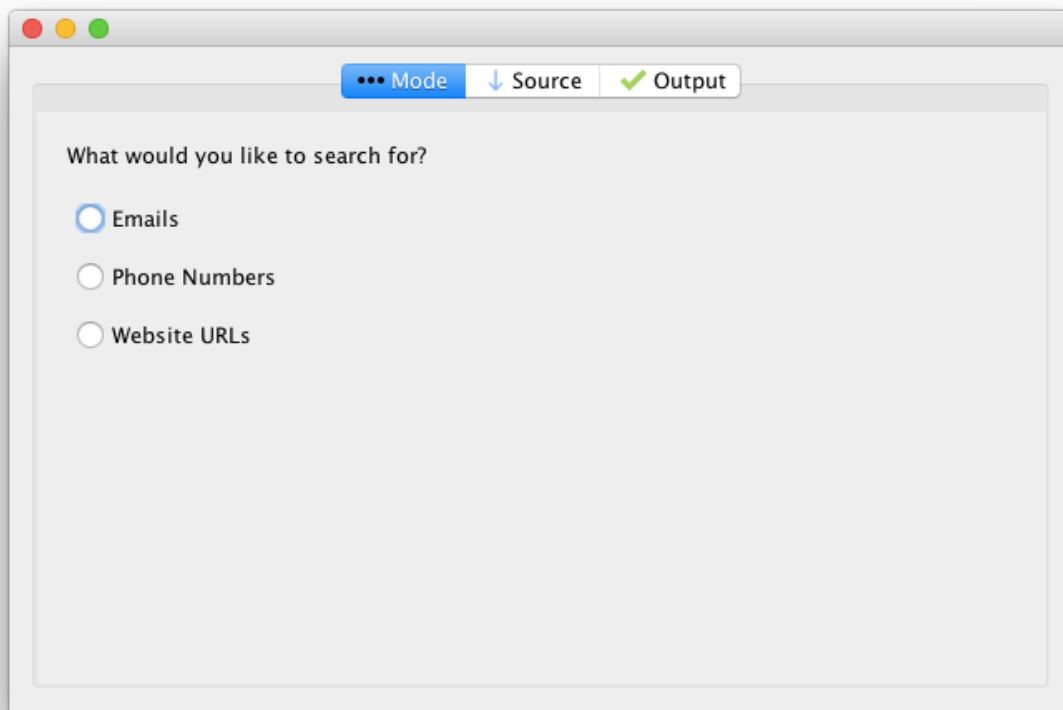 Mode Source Output
What would you like to search for?
Emails
Phone Numbers
Website URLs